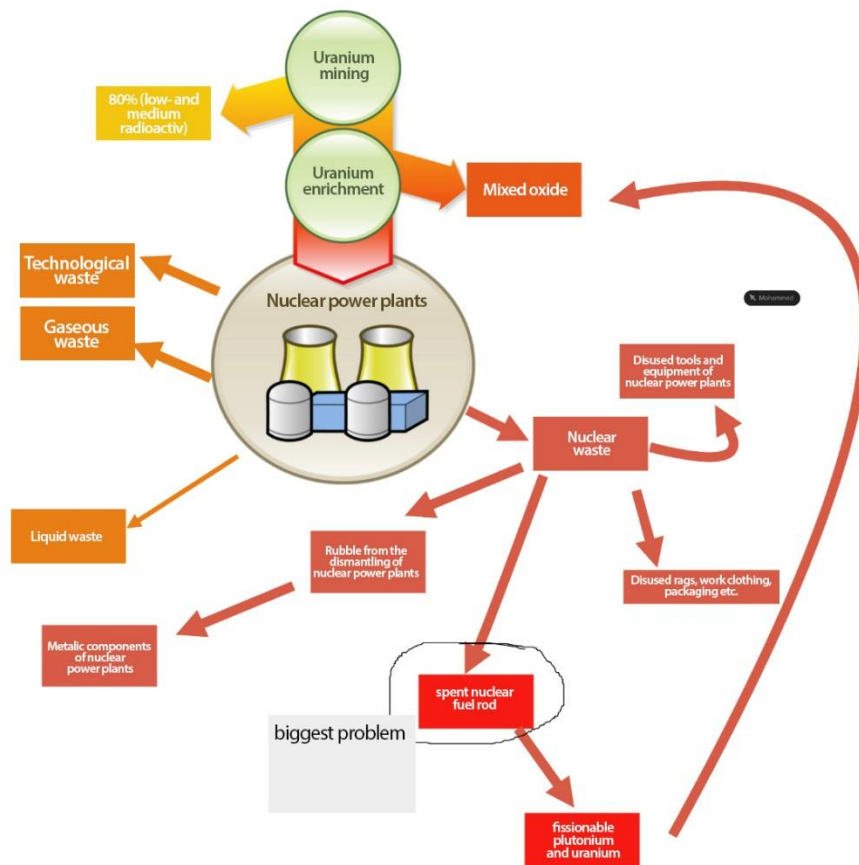 Uranium
mining
80% (low- and
medium
radioactiv)
Uranium
enrichment
Mixed oxide
Technological
waste
Nuclear power plants
Mohammed
Gaseous
waste
Disused tools and
equipment of
nuclear power plants
Nuclear
waste
Liquid waste
Rubble from the
dismantling of
nuclear power plants
Disused rags, work clothing,
packaging etc.
Metalic components
of nuclear
power plants
spent nuclear
fuel rod
biggest problem
fissionable
plutonium
and uranium